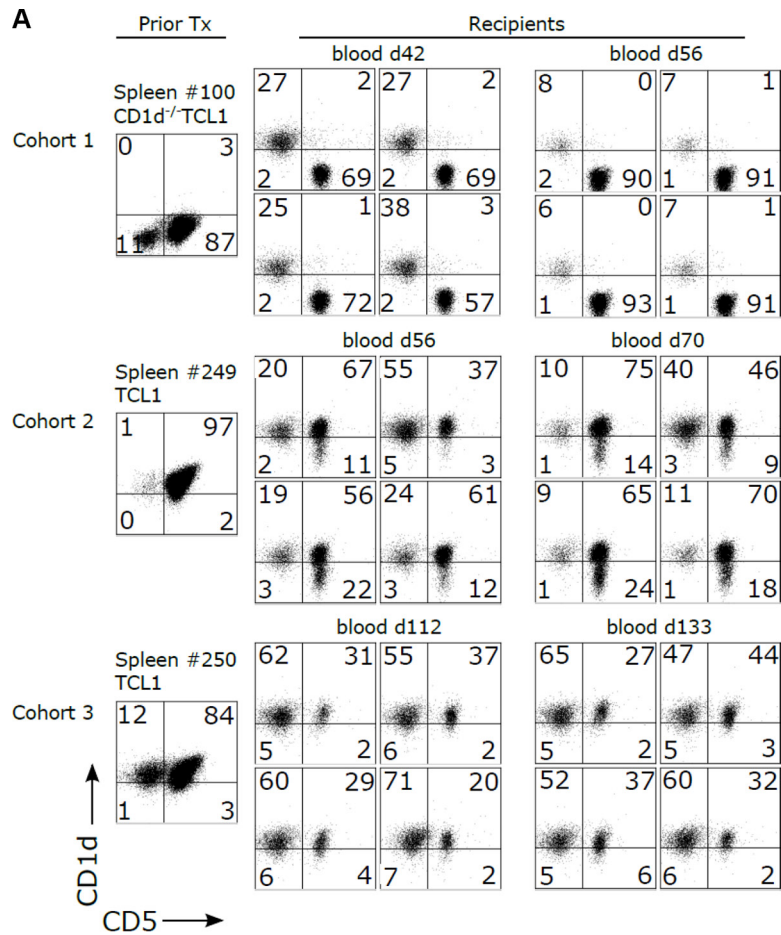 A
Prior Tx
Recipients
blood d42
blood d56
Cohort 1
Spleen #100
CD1d-/-TCL1
0 3
11 87
27 2 27 2
2 69 2 69
25 1 38 3
2 72 2 57
8 0 7 1
2 90 1 91
6 0 7 1
1 93 1 91
blood d56
blood d70
Cohort 2
Spleen #249
TCL1
1 97
0 2
20 67 55 37
2 11 5 3
19 56 24 61
3 22 3 12
10 75 40 46
1 14 3 9
9 65 11 70
1 24 1 18
blood d112
blood d133
Cohort 3
Spleen #250
TCL1
12 84
1 3
62 31 55 37
5 2 6 2
60 29 71 20
6 4 7 2
65 27 47 44
5 2 5 3
52 37 60 32
5 6 6 2
CD1d
CD5